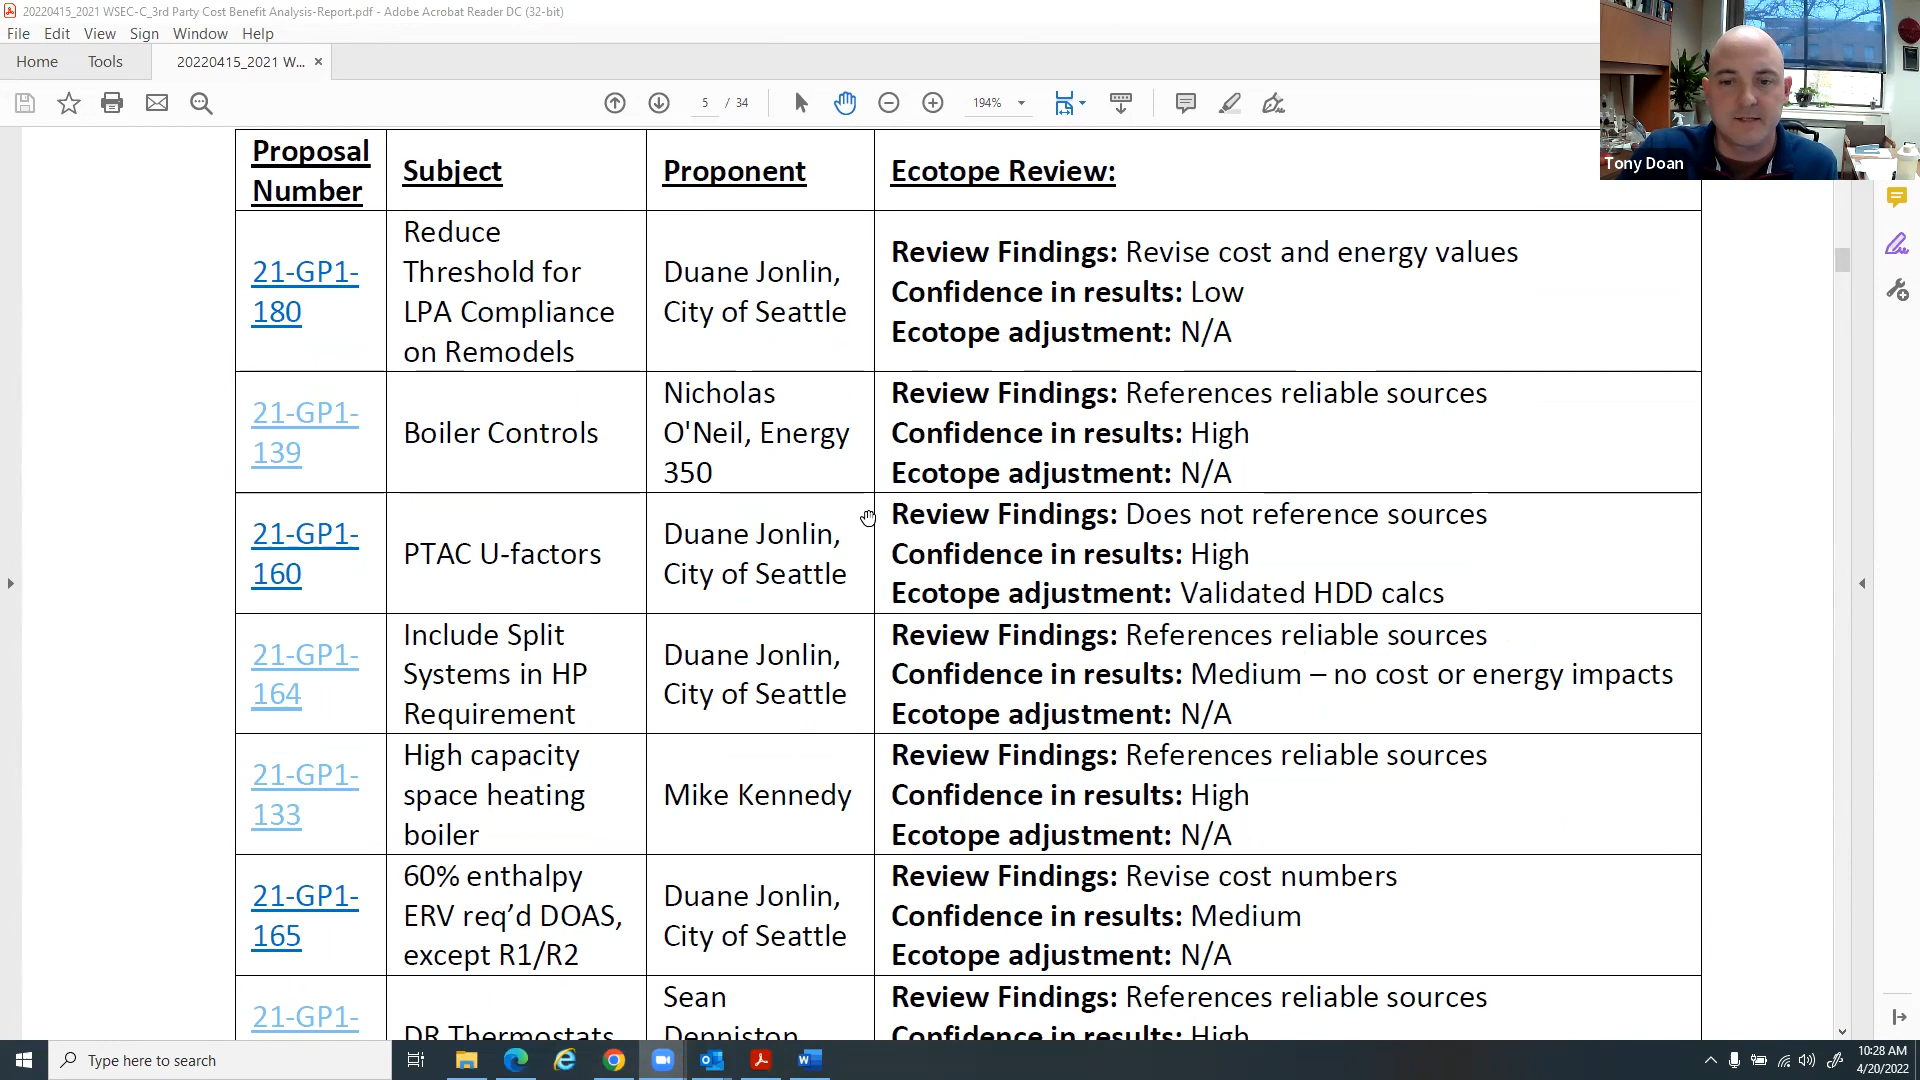 20220415_2021 WSEC-C_3rd Party Cost Benefit Analysis-Report.pdf - Adobe Acrobat Reader DC (32-bit)
File Edit View Sign Window Help
Home Tools 20220415_2021 W... ×
5 / 34 194%
Tony Doan
Proposal Number
Subject
Proponent
Ecotope Review:
21-GP1-
180
Reduce
Threshold for
LPA Compliance
on Remodels
Duane Jonlin,
City of Seattle
Review Findings: Revise cost and energy values
Confidence in results: Low
Ecotope adjustment: N/A
21-GP1-
139
Boiler Controls
Nicholas
O'Neil, Energy
350
Review Findings: References reliable sources
Confidence in results: High
Ecotope adjustment: N/A
21-GP1-
160
PTAC U-factors
Duane Jonlin,
City of Seattle
Review Findings: Does not reference sources
Confidence in results: High
Ecotope adjustment: Validated HDD calcs
21-GP1-
164
Include Split
Systems in HP
Requirement
Duane Jonlin,
City of Seattle
Review Findings: References reliable sources
Confidence in results: Medium – no cost or energy impacts
Ecotope adjustment: N/A
21-GP1-
133
High capacity
space heating
boiler
Mike Kennedy
Review Findings: References reliable sources
Confidence in results: High
Ecotope adjustment: N/A
21-GP1-
165
60% enthalpy
ERV req’d DOAS,
except R1/R2
Duane Jonlin,
City of Seattle
Review Findings: Revise cost numbers
Confidence in results: Medium
Ecotope adjustment: N/A
21-GP1-
DR Thermostats
Sean
Denniston
Review Findings: References reliable sources
Confidence in results: High
Type here to search
10:28 AM
4/20/2022